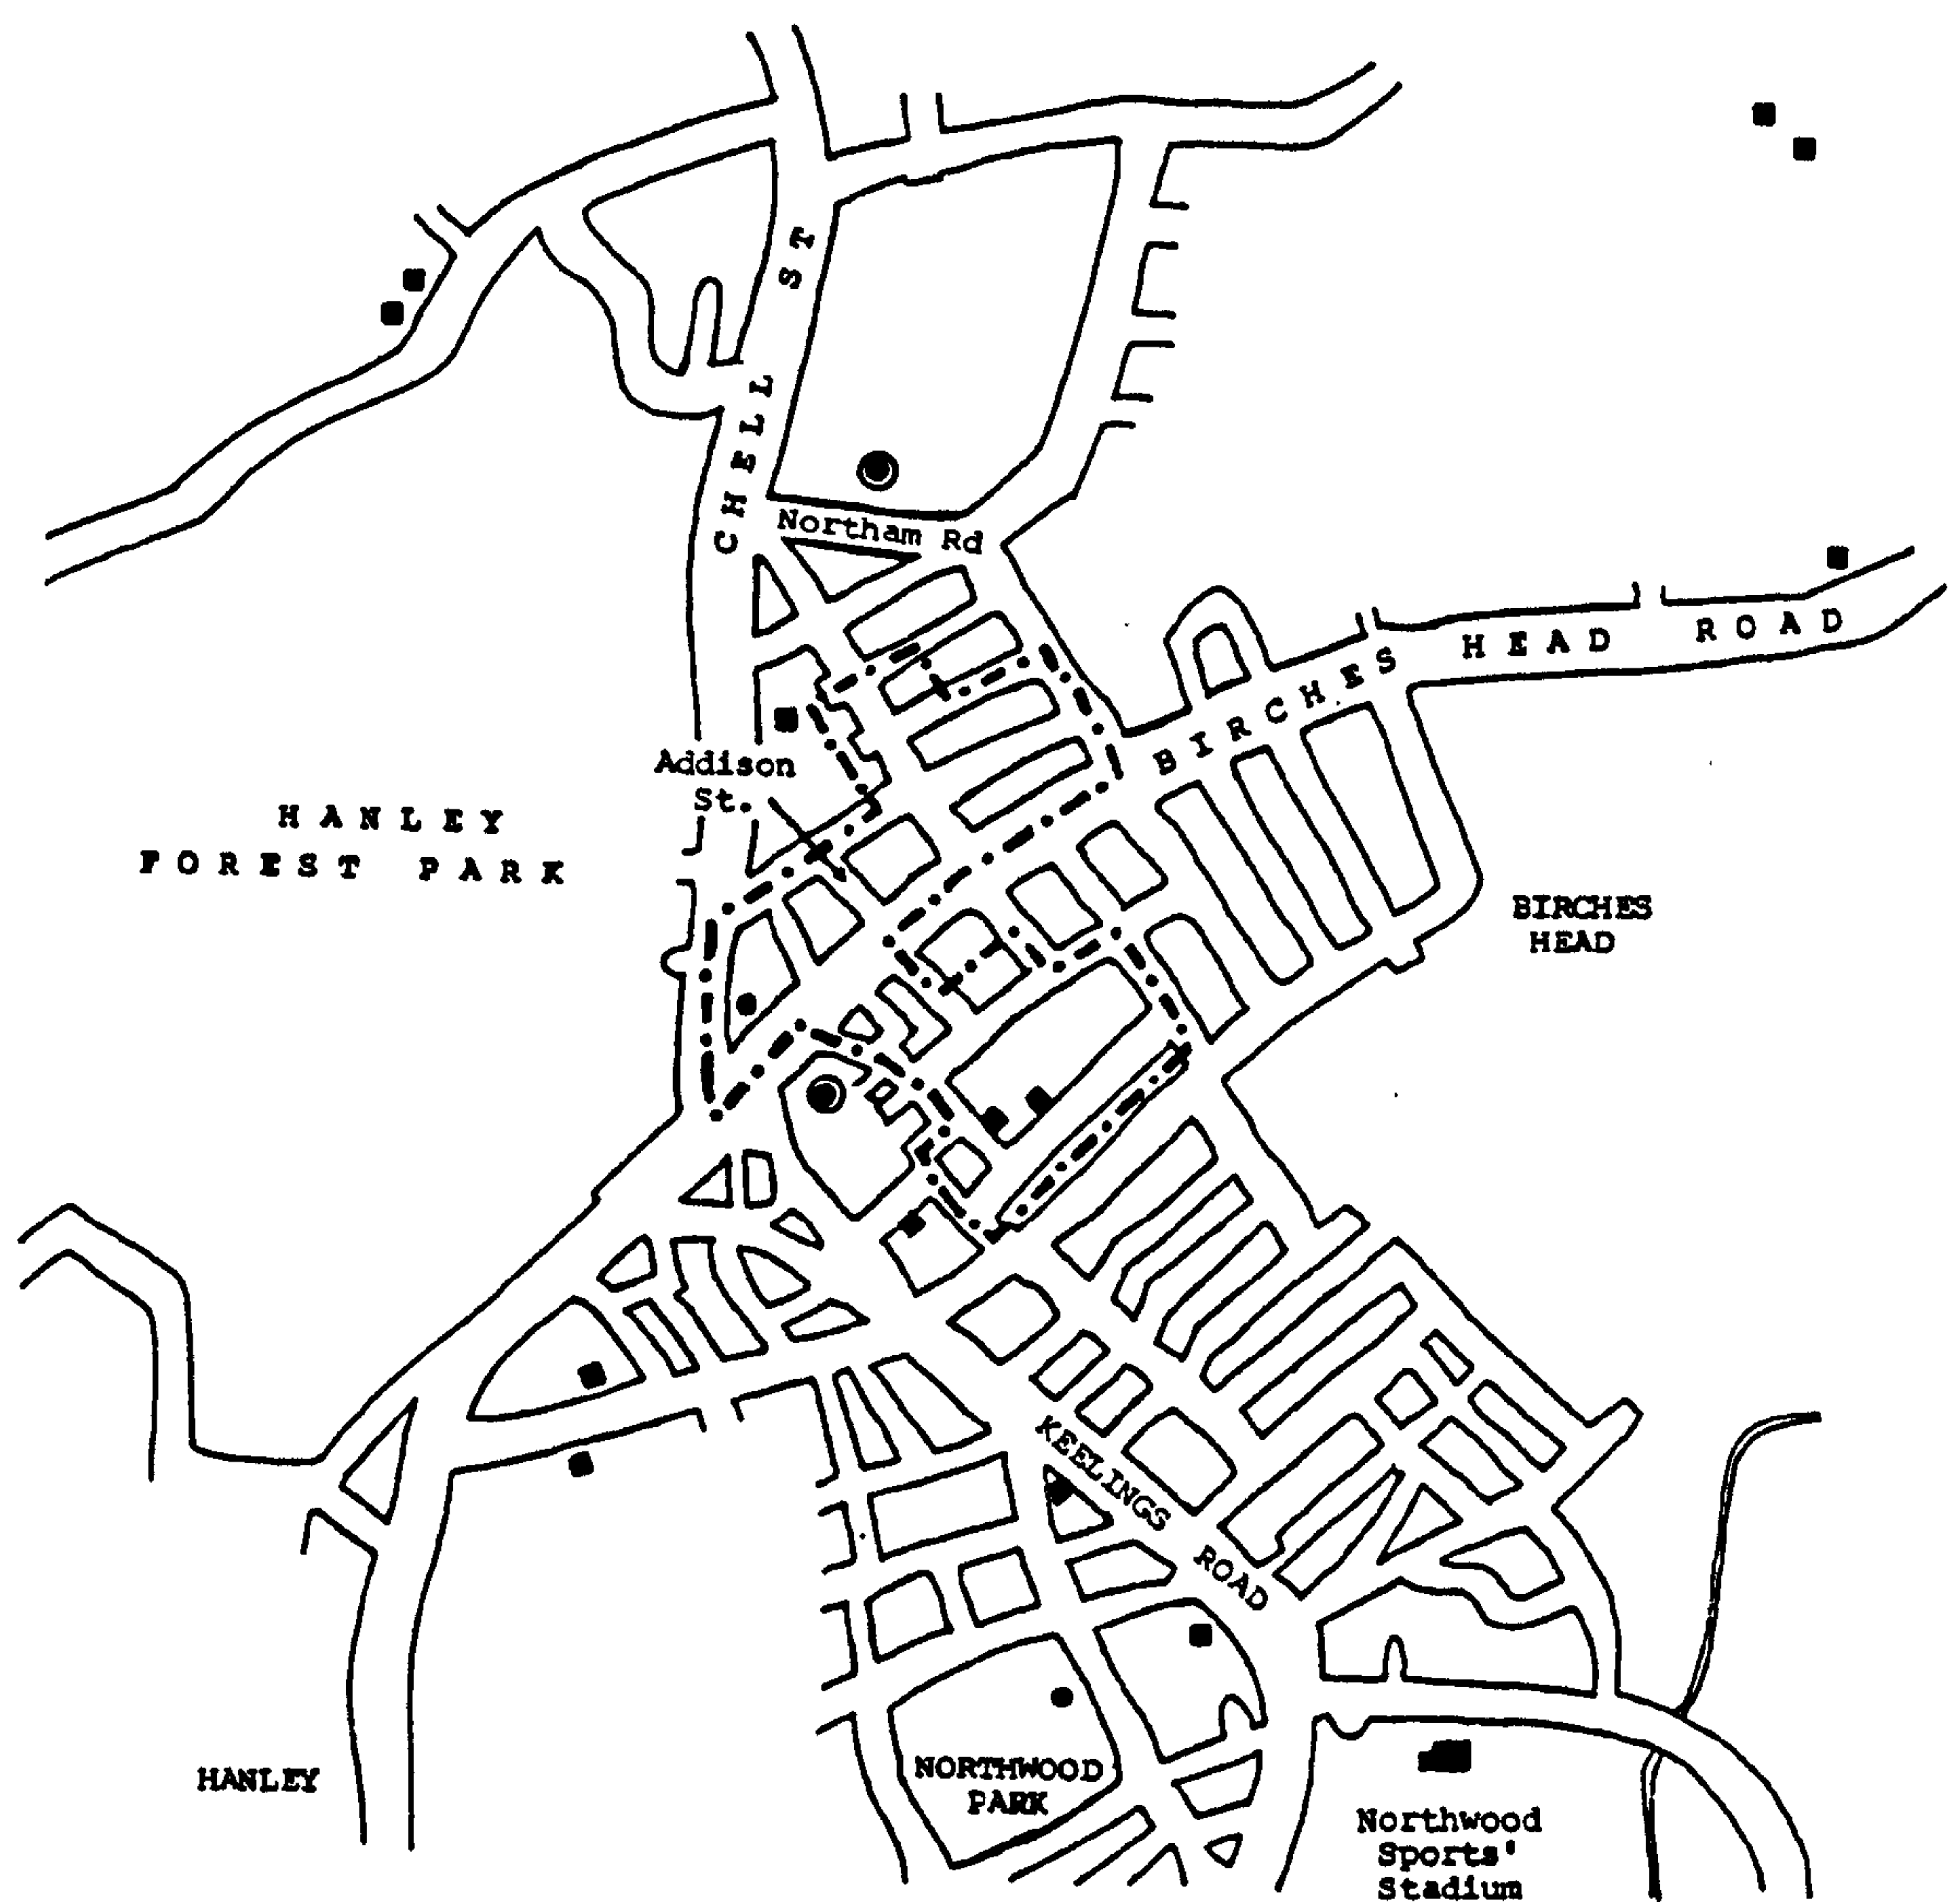 CHELL ST
Northam Rd
BIRCHES HEAD ROAD
Addison
St.
HANLEY
FOREST PARK
BIRCHES
HEAD
KEELINGS ROAD
HANLEY
NORTHWOOD
PARK
Northwood
Sports'
Stadium